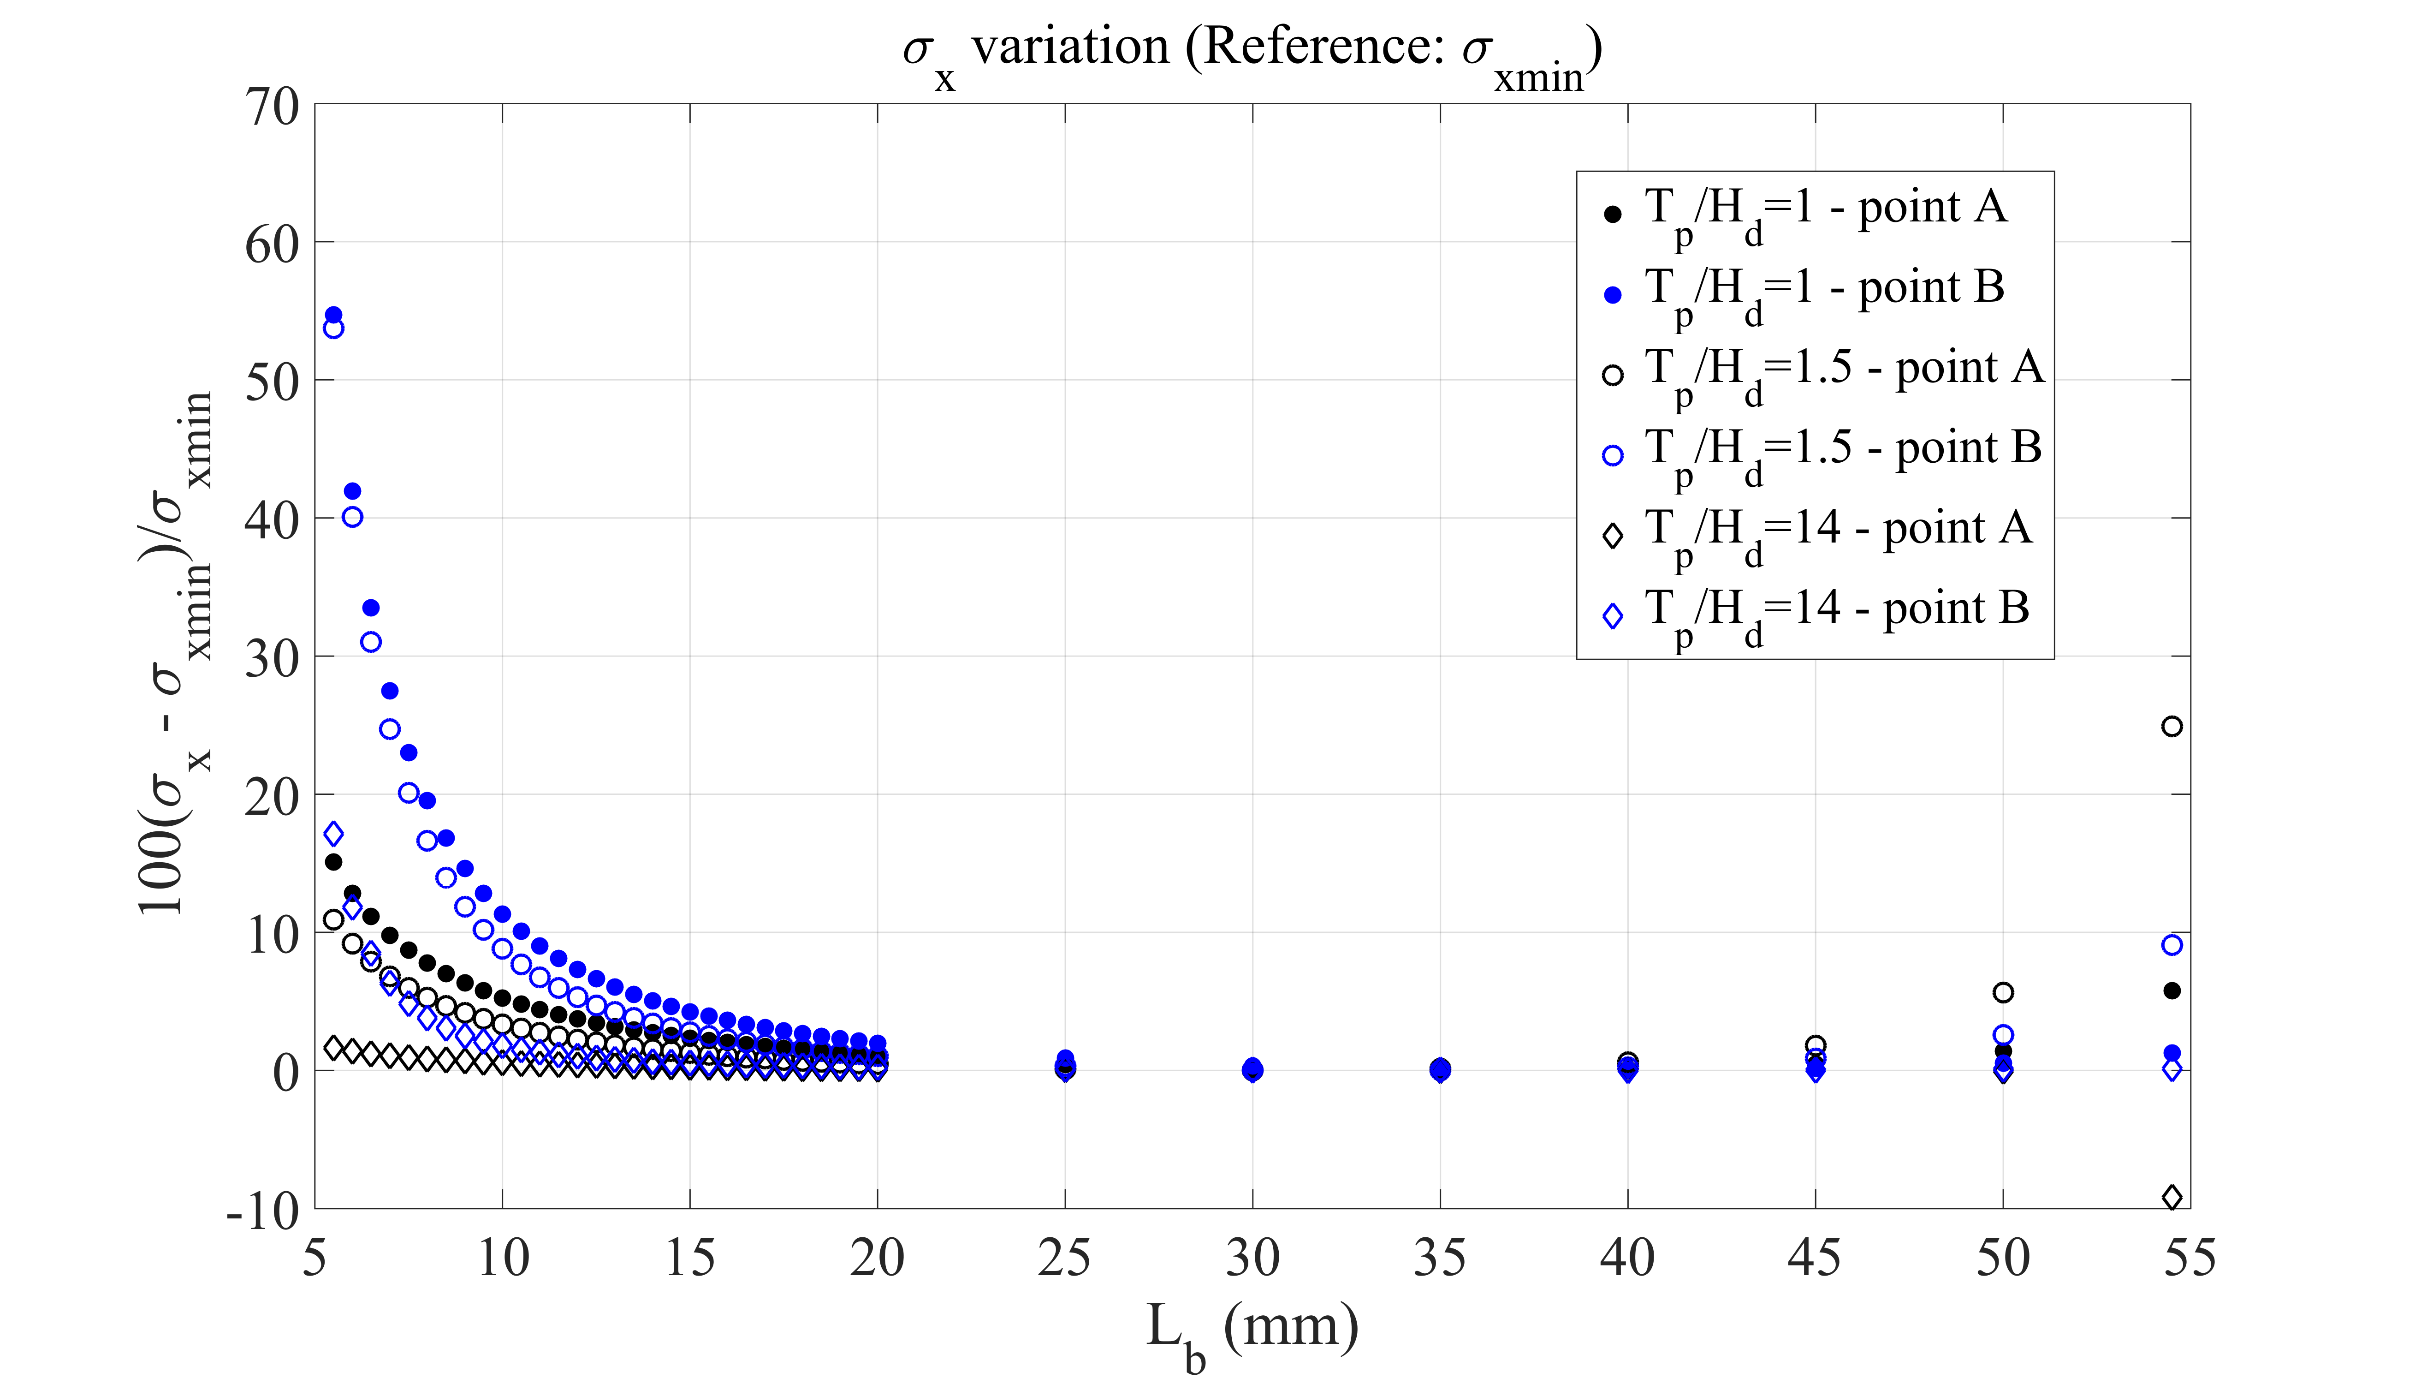 σx variation (Reference: σxmin)
70
60
50
40
30
20
10
0
-10
100(σx - σxmin)/σxmin
Tp/Hd=1 - point A
Tp/Hd=1 - point B
Tp/Hd=1.5 - point A
Tp/Hd=1.5 - point B
Tp/Hd=14 - point A
Tp/Hd=14 - point B
5 10 15 20 25 30 35 40 45 50 55
Lb (mm)